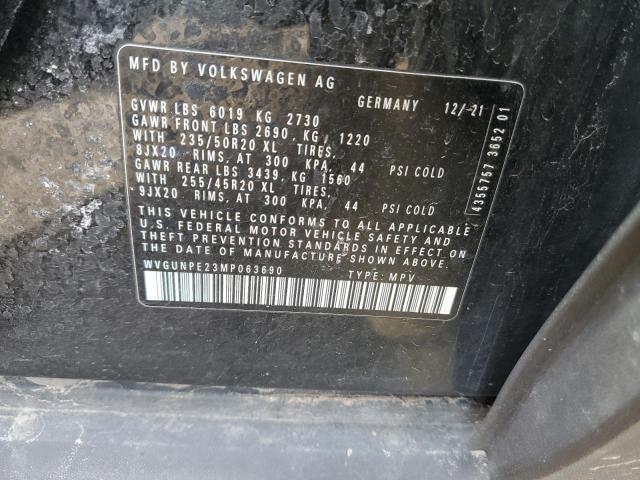 MFD BY VOLKSWAGEN AG
GERMANY 12/21
GVWR LBS 6019 KG 2730
GAWR FRONT LBS 2690, KG, 1220
WITH 235/50R20 XL TIRES,
8JX20 RIMS, AT 300 KPA, 44 PSI COLD
GAWR REAR LBS 3439, KG 1560
WITH 255/45R20 XL TIRES,
9JX20 RIMS, AT 300 KPA, 44 PSI COLD
THIS VEHICLE CONFORMS TO ALL APPLICABLE
U.S. FEDERAL MOTOR VEHICLE SAFETY AND
THEFT PREVENTION STANDARDS IN EFFECT ON
THE DATE OF MANUFACTURE SHOWN ABOVE.
WVGUNPE23MP063690 TYPE: MPV
4355757 3652 01